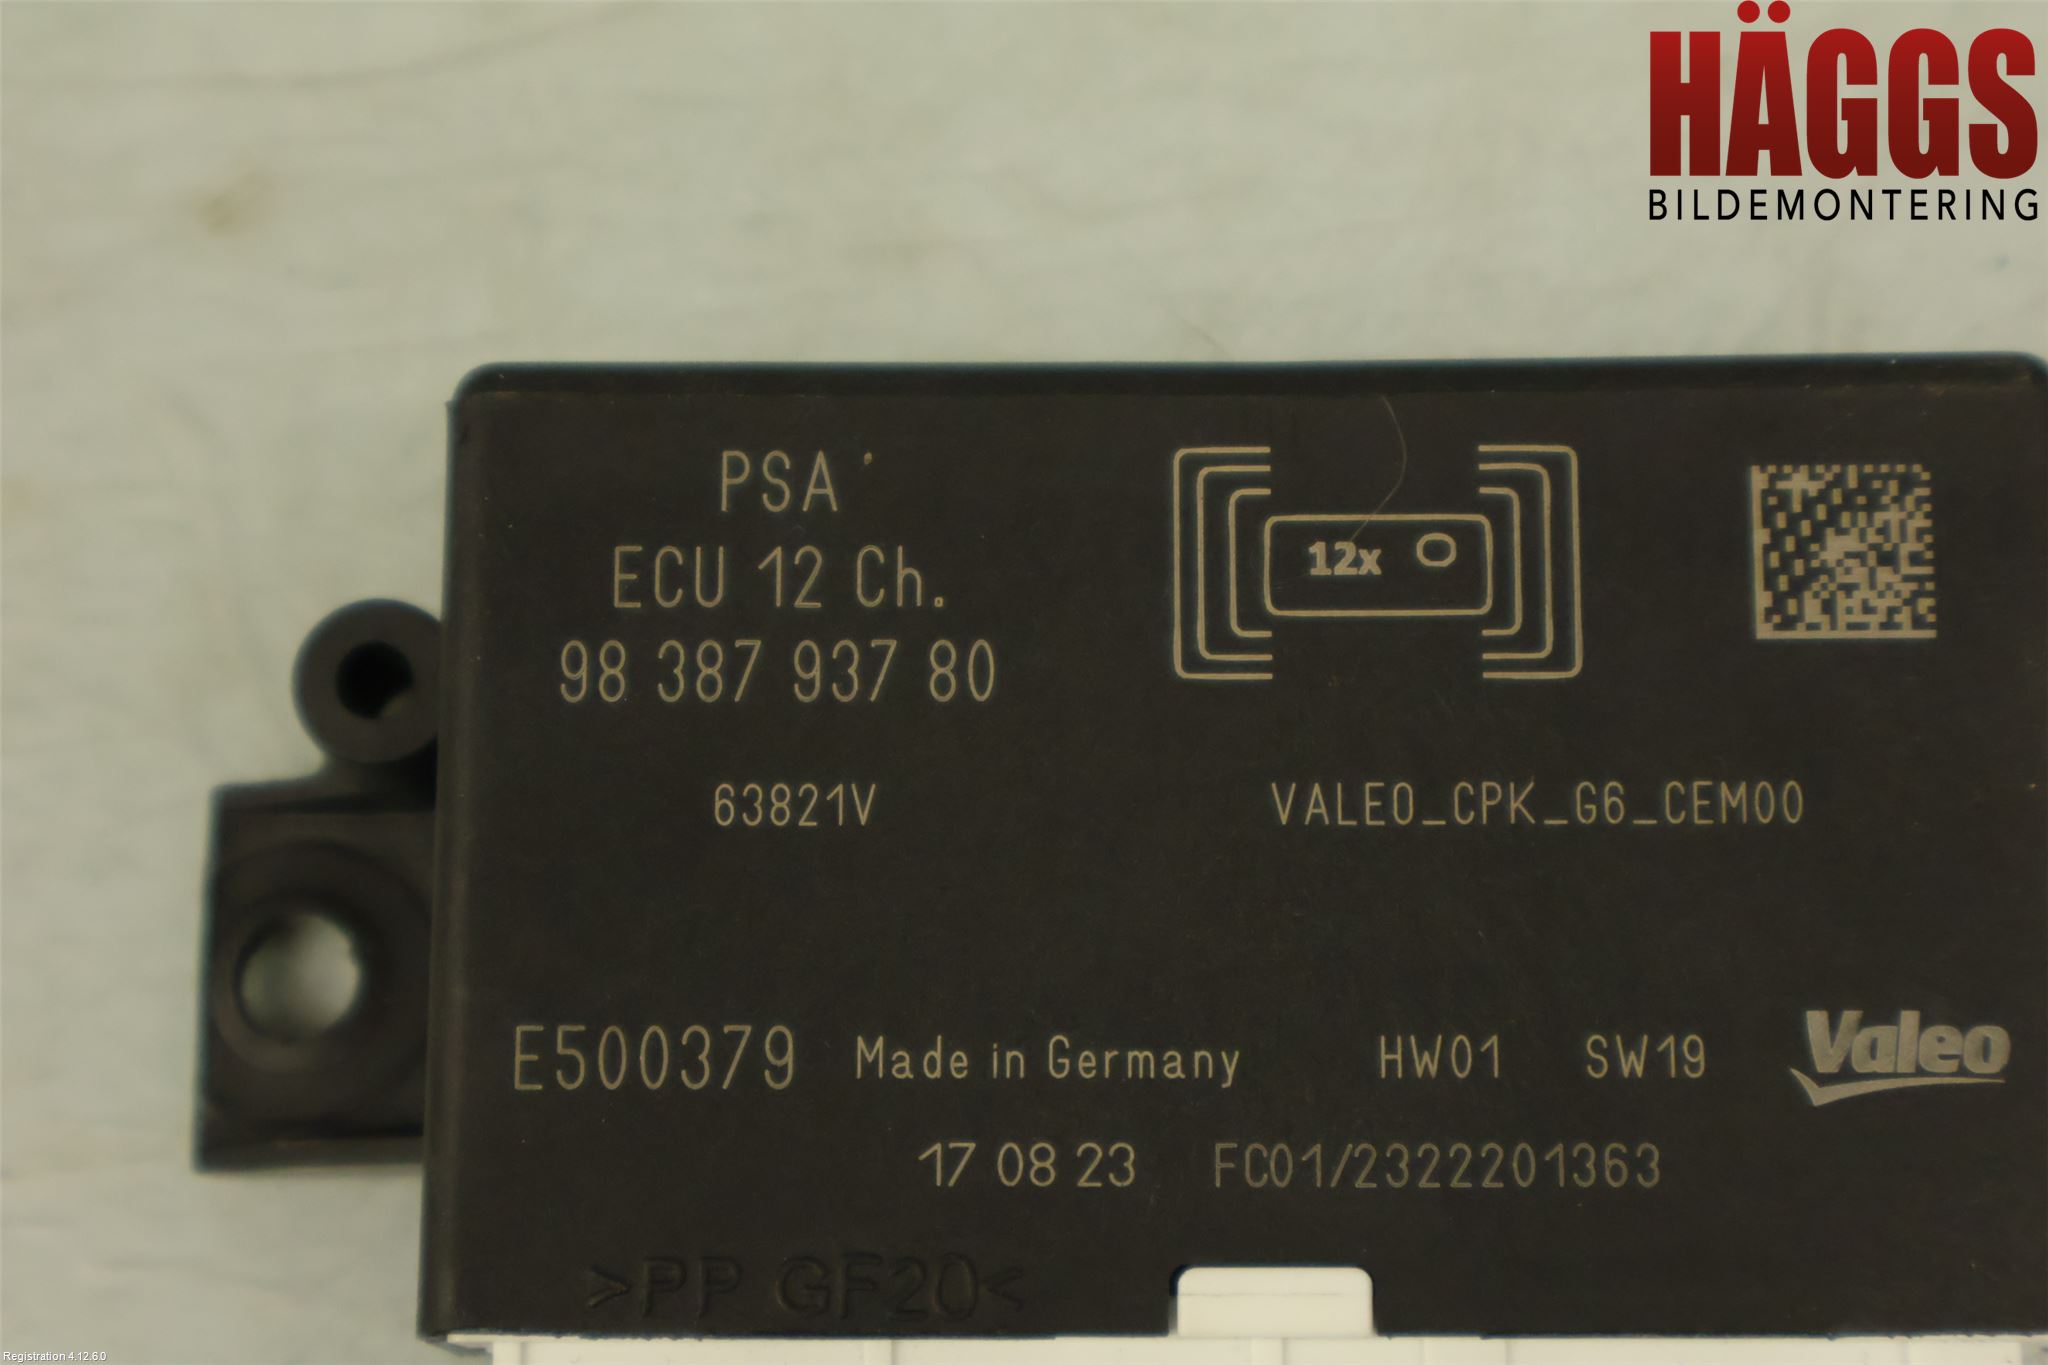 HÄGGS
BILDEMONTERING
PSA
ECU 12 Ch.
98 387 937 80
12x
63821V
VALEO_CPK_G6_CEM00
E500379 Made in Germany HW01 SW19 Valeo
17 08 23 FC01/2322201363
>PP GF20<
Registration 4.12.6.0